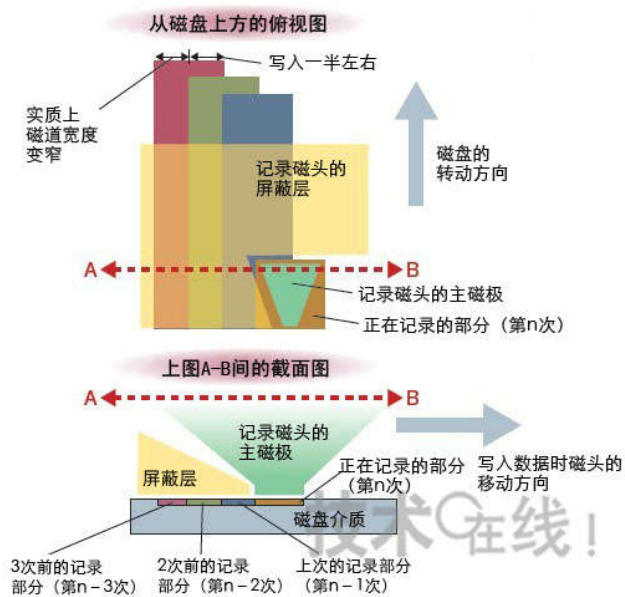 从磁盘上方的俯视图
写入一半左右
实质上
磁道宽度
变窄
记录磁头的
屏蔽层
磁盘的
转动方向
A
B
记录磁头的主磁极
正在记录的部分（第n次）
上图A-B间的截面图
A
B
记录磁头的
主磁极
屏蔽层
正在记录的部分
（第n次）
写入数据时磁头的
移动方向
磁盘介质
技术在线！
3次前的记录
部分（第n－3次）
2次前的记录
部分（第n－2次）
上次的记录部分
（第n－1次）